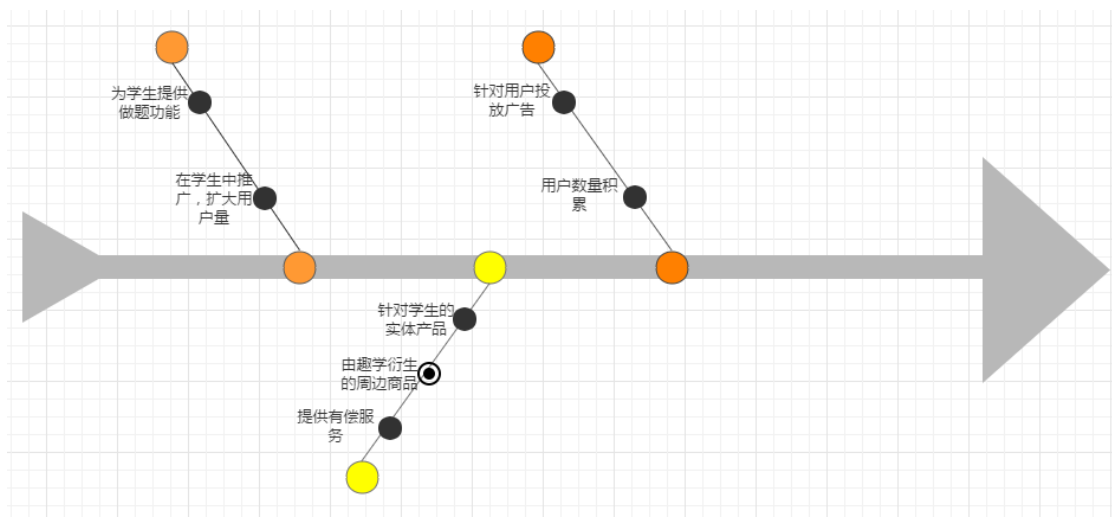 为学生提供
做题功能
在学生中推
广，扩大用
户量
针对用户投
放广告
用户数量积
累
针对学生的
实体产品
由趣学衍生
的周边商品
提供有偿服
务